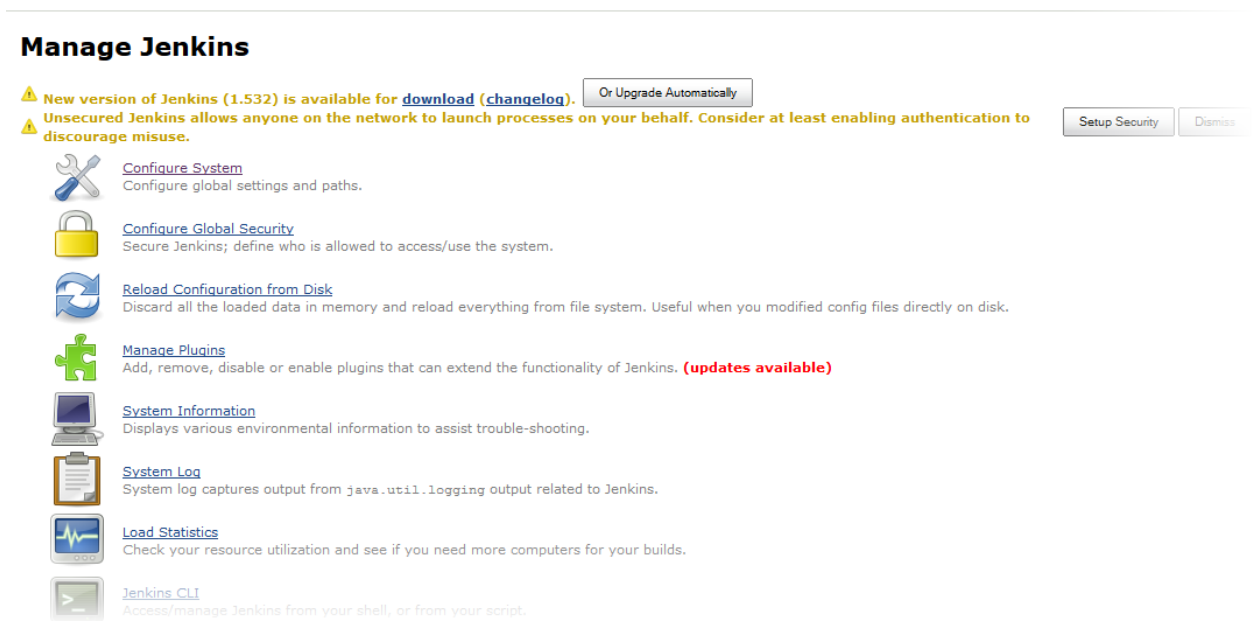 Manage Jenkins
New version of Jenkins (1.532) is available for download (changelog). Or Upgrade Automatically
Unsecured Jenkins allows anyone on the network to launch processes on your behalf. Consider at least enabling authentication to
discourage misuse.
Setup Security Dismiss
Configure System
Configure global settings and paths.
Configure Global Security
Secure Jenkins; define who is allowed to access/use the system.
Reload Configuration from Disk
Discard all the loaded data in memory and reload everything from file system. Useful when you modified config files directly on disk.
Manage Plugins
Add, remove, disable or enable plugins that can extend the functionality of Jenkins. (updates available)
System Information
Displays various environmental information to assist trouble-shooting.
System Log
System log captures output from java.util.logging output related to Jenkins.
Load Statistics
Check your resource utilization and see if you need more computers for your builds.
Jenkins CLI
Access/manage Jenkins from your shell, or from your script.